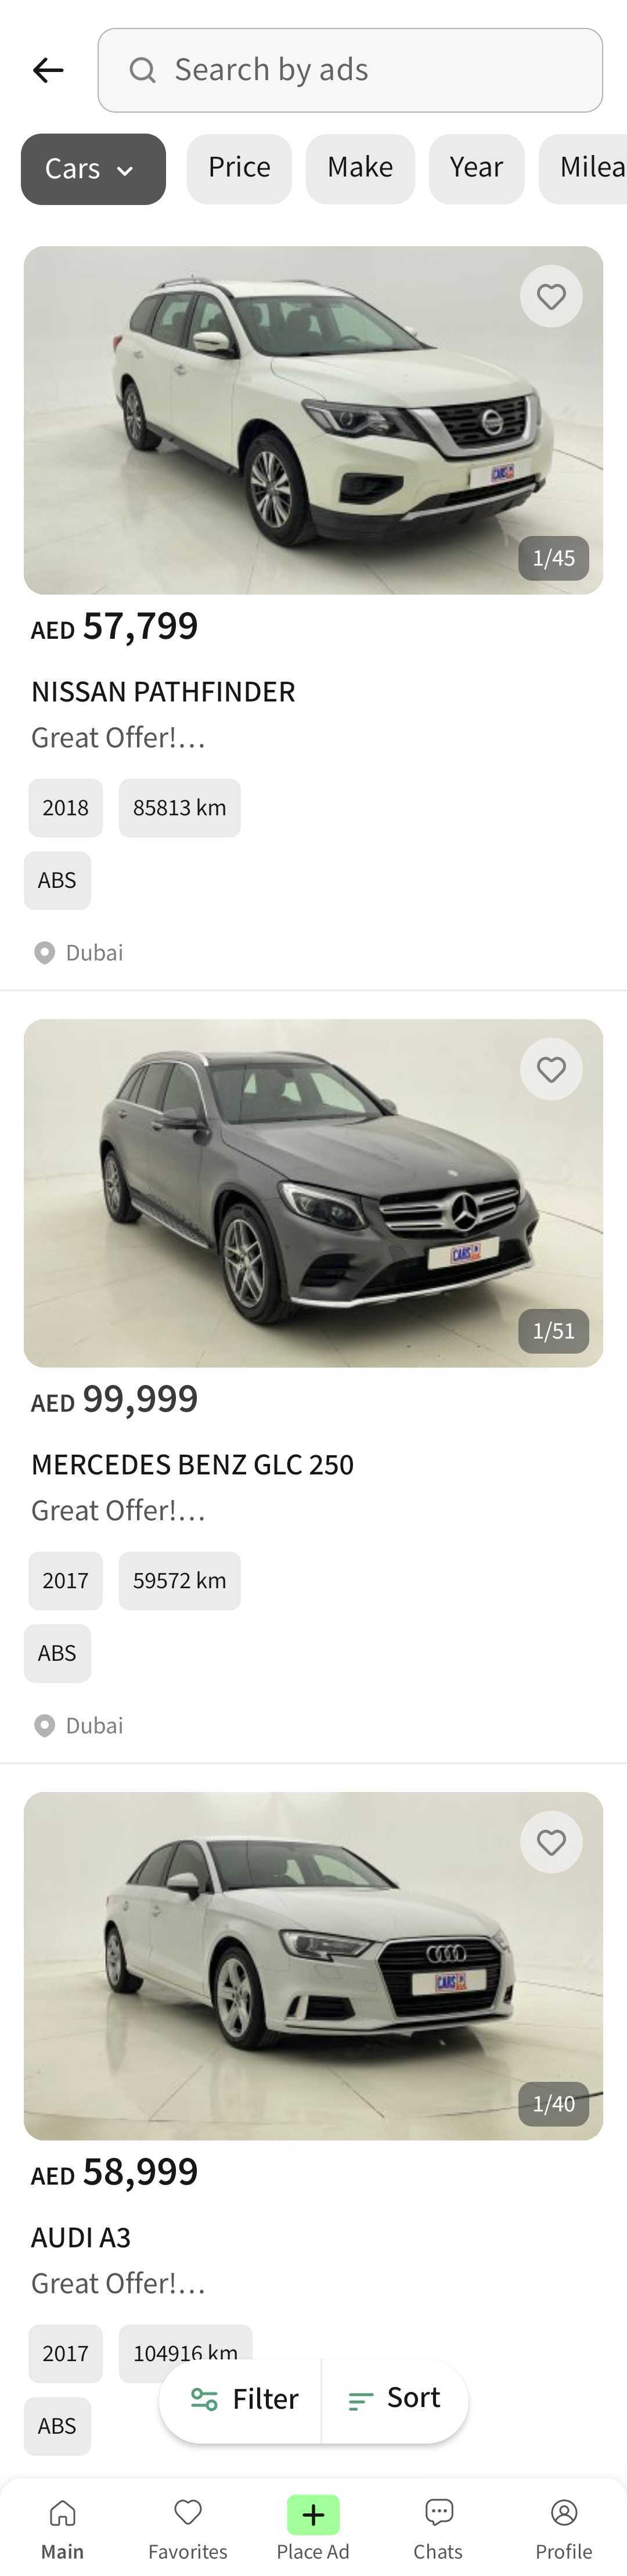 Search by ads
Cars
Price
Make
Year
Milea
1/45
AED 57,799
NISSAN PATHFINDER
Great Offer!...
2018
85813 km
ABS
Dubai
CARS
1/51
AED 99,999
MERCEDES BENZ GLC 250
Great Offer!...
2017
59572 km
ABS
Dubai
CARS
1/40
AED 58,999
AUDI A3
Great Offer!...
2017
104916 km
ABS
Filter
Sort
Main
Favorites
Place Ad
Chats
Profile